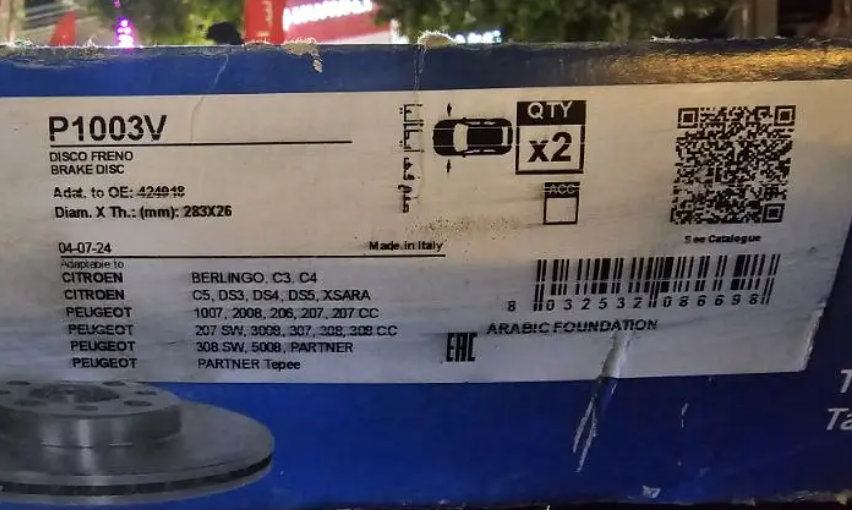 P1003V
DISCO FRENO
BRAKE DISC
Adat. to OE: 424918
Diam. X Th.: (mm): 283X26
QTY
x2
ACC
See Catalogue
04-07-24
Made in Italy
Adaptable to
CITROEN BERLINGO, C3, C4
CITROEN C5, DS3, DS4, DS5, XSARA
PEUGEOT 1007, 2008, 206, 207, 207 CC
PEUGEOT 207 SW, 3008, 307, 308, 308 CC
PEUGEOT 308 SW, 5008, PARTNER
PEUGEOT PARTNER Tepee
8 032532 086698
ARABIC FOUNDATION
EAC